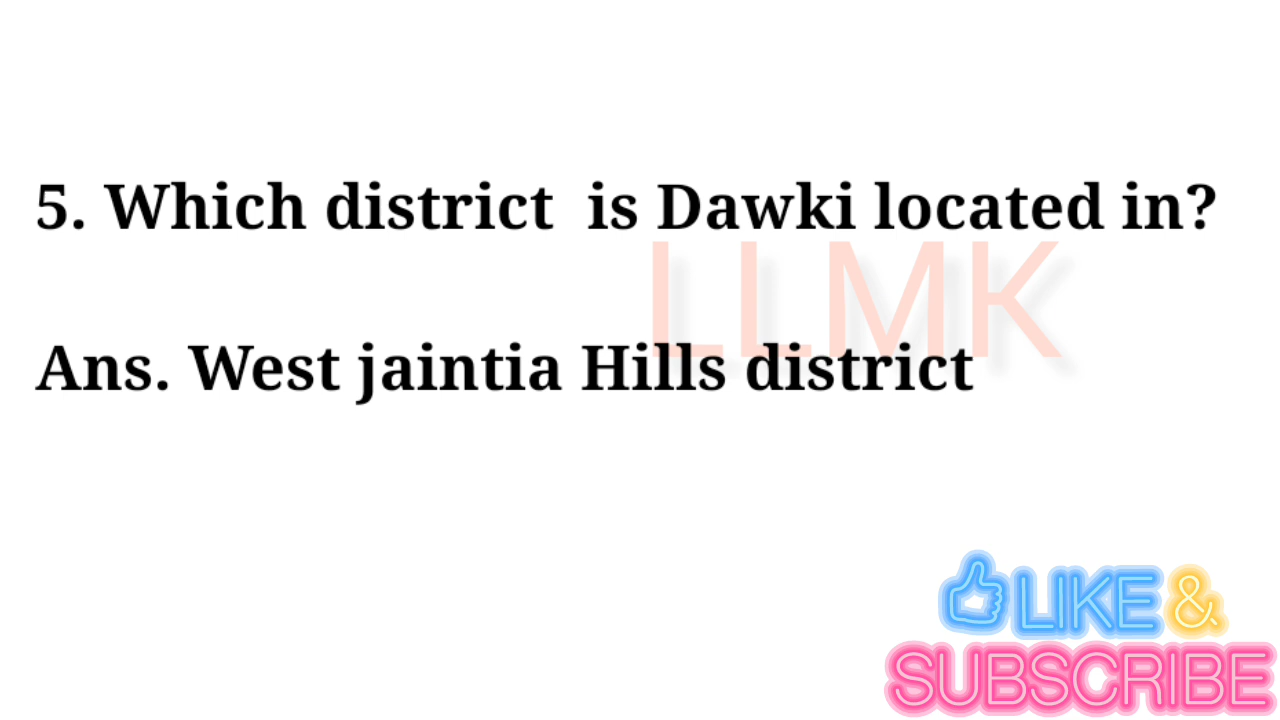 5. Which district is Dawki located in?
LLMK
Ans. West jaintia Hills district
LIKE &
SUBSCRIBE